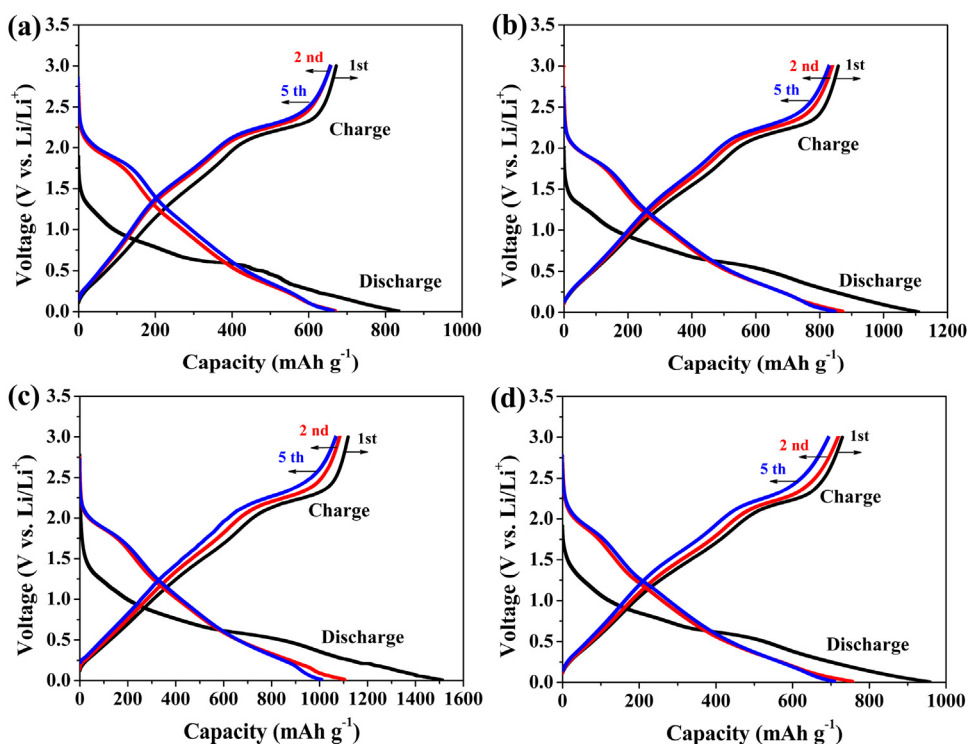 (a)
3.5
3.0
2.5
2.0
1.5
1.0
0.5
0.0
Voltage (V vs. Li/Li⁺)
2 nd
1st
5 th
Charge
Discharge
0 200 400 600 800 1000
Capacity (mAh g⁻¹)
(b)
3.5
3.0
2.5
2.0
1.5
1.0
0.5
0.0
Voltage (V vs. Li/Li⁺)
1st
2 nd
5 th
Charge
Discharge
0 200 400 600 800 1000 1200
Capacity (mAh g⁻¹)
(c)
3.5
3.0
2.5
2.0
1.5
1.0
0.5
0.0
Voltage (V vs. Li/Li⁺)
2 nd
1st
5 th
Charge
Discharge
0 200 400 600 800 1000 1200 1400 1600
Capacity (mAh g⁻¹)
(d)
3.5
3.0
2.5
2.0
1.5
1.0
0.5
0.0
Voltage (V vs. Li/Li⁺)
1st
2 nd
5 th
Charge
Discharge
0 200 400 600 800 1000
Capacity (mAh g⁻¹)